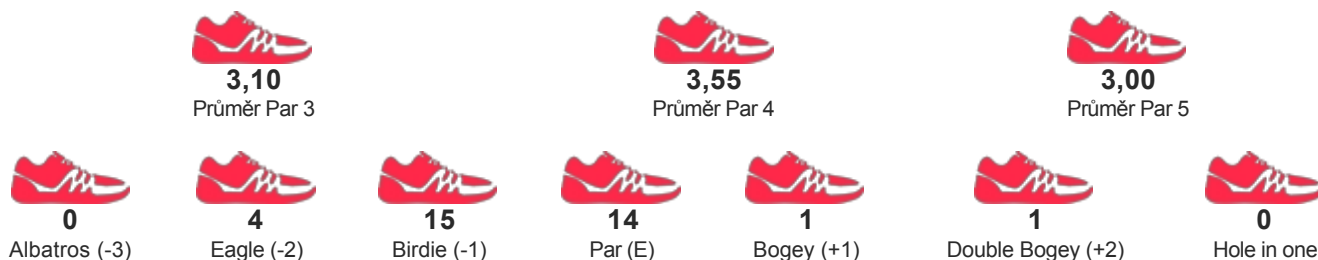 3,10
Průměr Par 3
3,55
Průměr Par 4
3,00
Průměr Par 5
0
Albatros (-3)
4
Eagle (-2)
15
Birdie (-1)
14
Par (E)
1
Bogey (+1)
1
Double Bogey (+2)
0
Hole in one